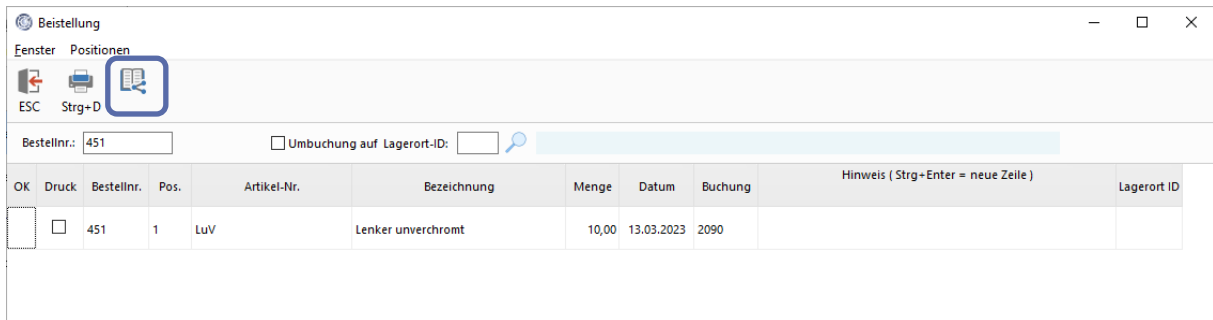 Beistellung
Fenster Positionen
ESC Strg+D
Bestellnr.: 451 Umbuchung auf Lagerort-ID:
OK Druck Bestellnr. Pos. Artikel-Nr. Bezeichnung Menge Datum Buchung Hinweis ( Strg+Enter = neue Zeile ) Lagerort ID
451 1 LuV Lenker unverchromt 10,00 13.03.2023 2090